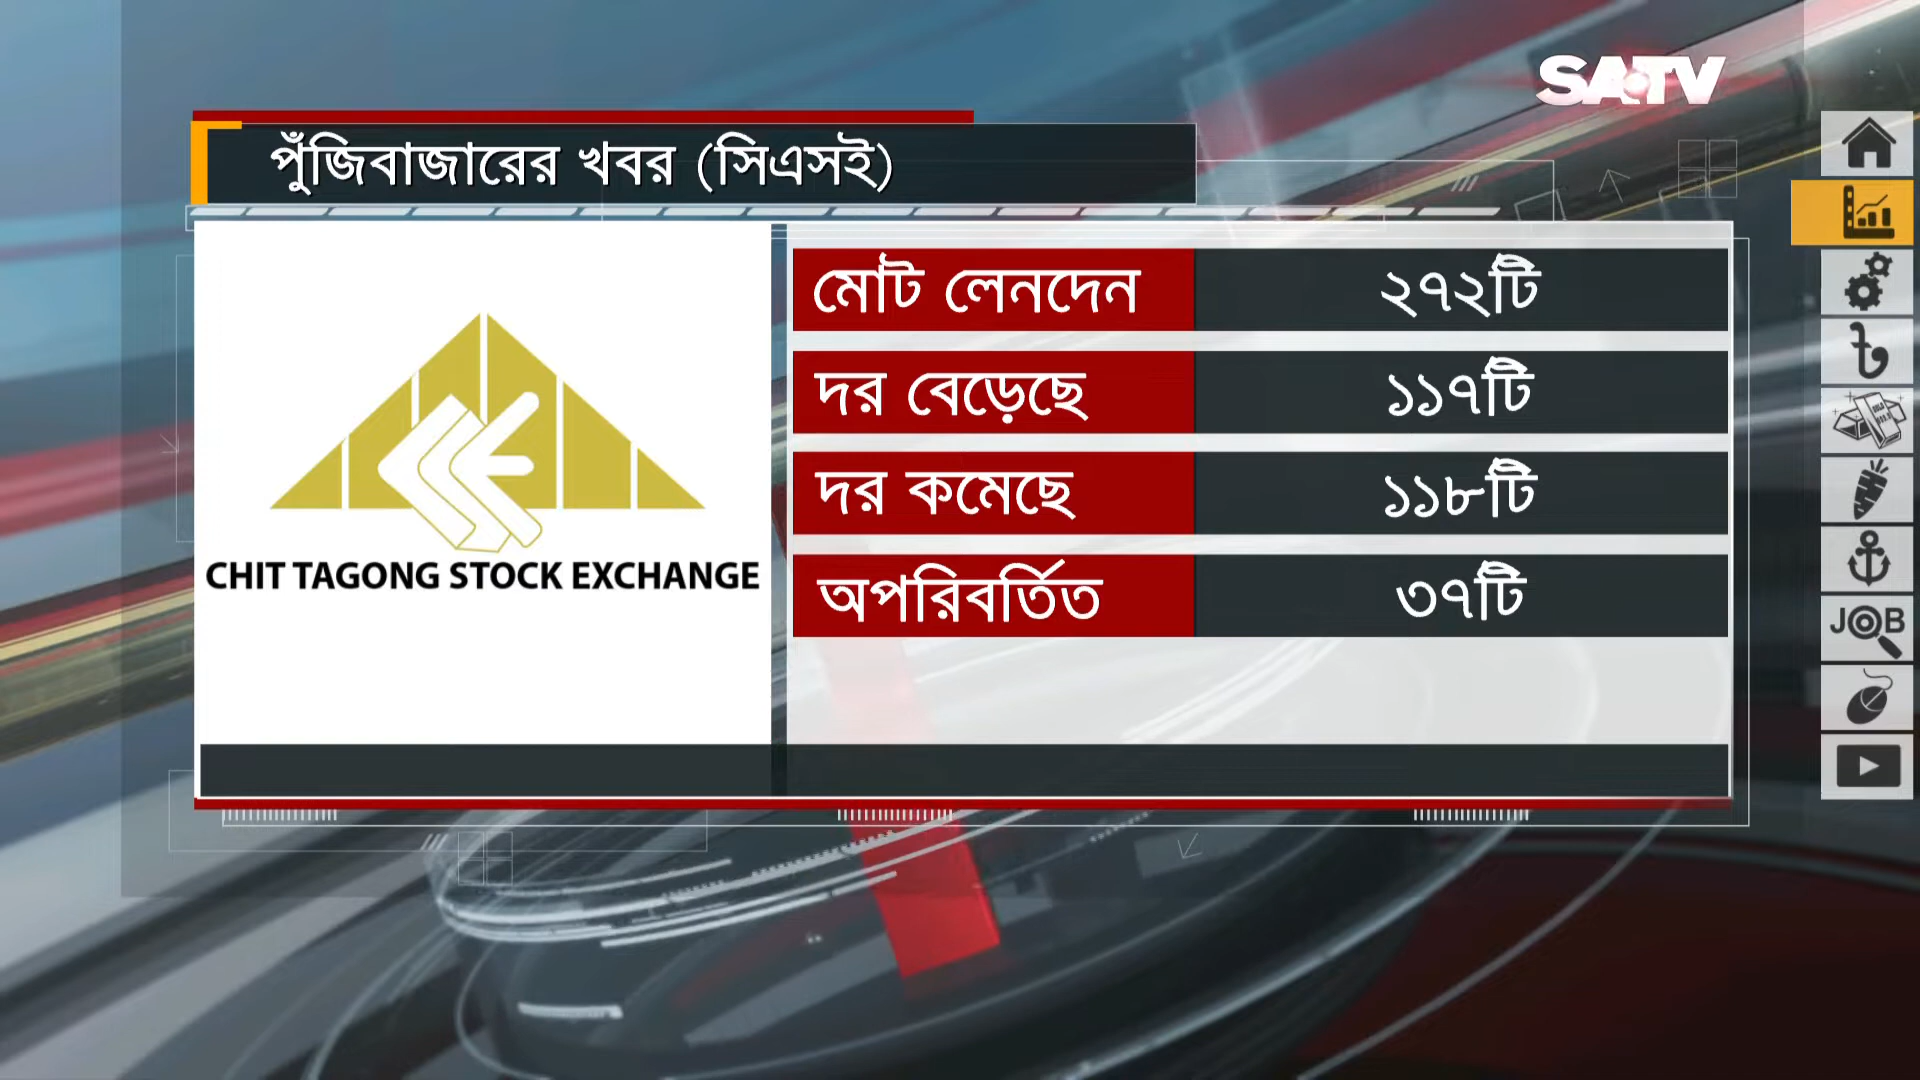 SATV
পুঁজিবাজারের খবর (সিএসই)
মোট লেনদেন ২৭২টি
দর বেড়েছে ১১৭টি
দর কমেছে ১১৮টি
অপরিবর্তিত ৩৭টি
CHIT TAGONG STOCK EXCHANGE
৳
JOB